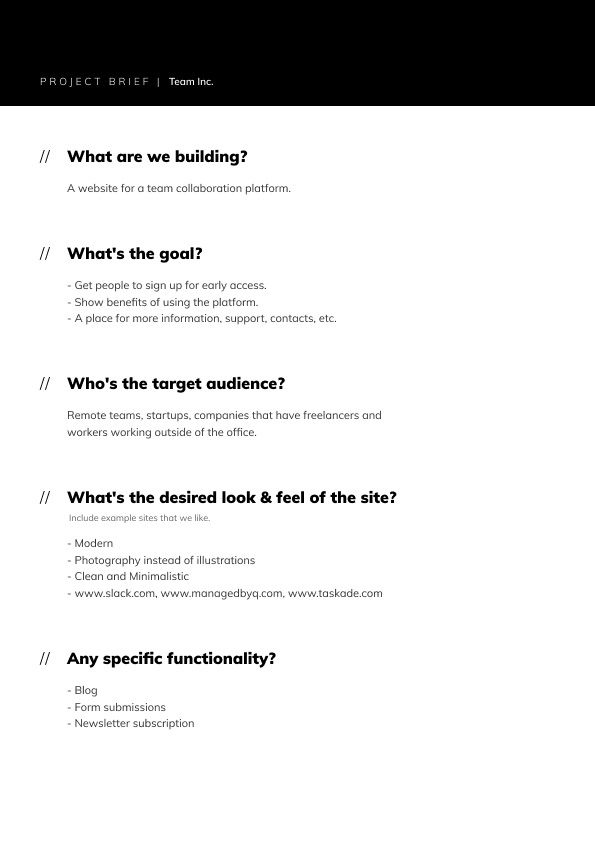 PROJECT BRIEF | Team Inc.
// What are we building?
A website for a team collaboration platform.
// What's the goal?
- Get people to sign up for early access.
- Show benefits of using the platform.
- A place for more information, support, contacts, etc.
// Who's the target audience?
Remote teams, startups, companies that have freelancers and
workers working outside of the office.
// What's the desired look & feel of the site?
Include example sites that we like.
- Modern
- Photography instead of illustrations
- Clean and Minimalistic
- www.slack.com, www.managedbyq.com, www.taskade.com
// Any specific functionality?
- Blog
- Form submissions
- Newsletter subscription